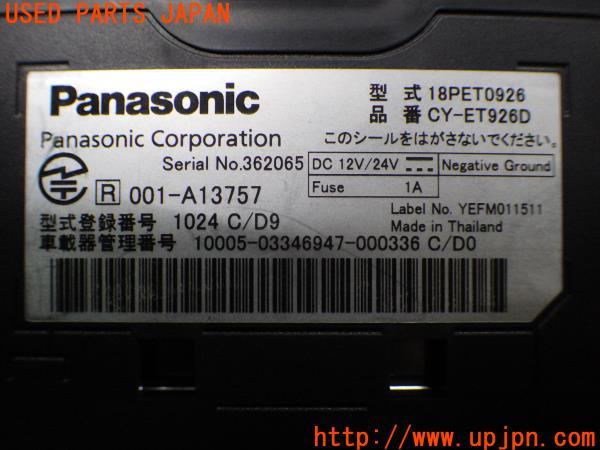 USED PARTS JAPAN
Panasonic
型 式 18PET0926
品 番 CY-ET926D
Panasonic Corporation
このシールをはがさないでください。
Serial No.362065
DC 12V/24V
Negative Ground
R 001-A13757
Fuse 1A
Label No. YEFM011511
型式登録番号 1024 C/D9
Made in Thailand
車載器管理番号 10005-03346947-000336 C/D0
UPJ
http://www.upjpn.com